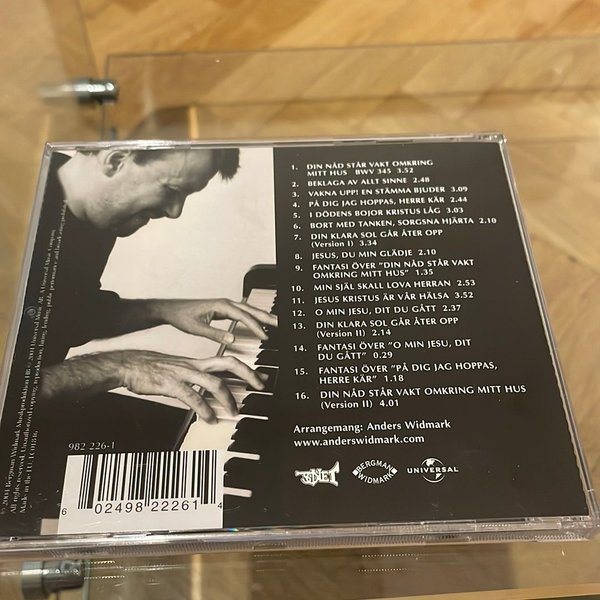 1. DIN NÅD STÅR VAKT OMKRING
MITT HUS BWV 345 3.52
2. BEKLAGA AV ALLT SINNE 2.48
3. VAKNA UPP! EN STÄMMA BJUDER 3.09
4. PÅ DIG JAG HOPPAS, HERRE KÄR 2.44
5. I DÖDENS BOJOR KRISTUS LÅG 3.03
6. BORT MED TANKEN, SORGSNA HJÄRTA 2.10
7. DIN KLARA SOL GÅR ÅTER OPP
(Version I) 3.34
8. JESUS, DU MIN GLÄDJE 2.10
9. FANTASI ÖVER "DIN NÅD STÅR VAKT
OMKRING MITT HUS" 1.35
10. MIN SJÄL SKALL LOVA HERRAN 2.53
11. JESUS KRISTUS ÄR VÅR HÄLSA 3.52
12. O MIN JESU, DIT DU GÅTT 2.37
13. DIN KLARA SOL GÅR ÅTER OPP
(Version II) 2.14
14. FANTASI ÖVER "O MIN JESU, DIT
DU GÅTT" 0.29
15. FANTASI ÖVER "PÅ DIG JAG HOPPAS,
HERRE KÄR" 1.18
16. DIN NÅD STÅR VAKT OMKRING MITT HUS
(Version II) 4.01
Arrangemang: Anders Widmark
www.anderswidmark.com
SONET
BERGMAN
WIDMARK
UNIVERSAL
982 226-1
6 02498 22261 4